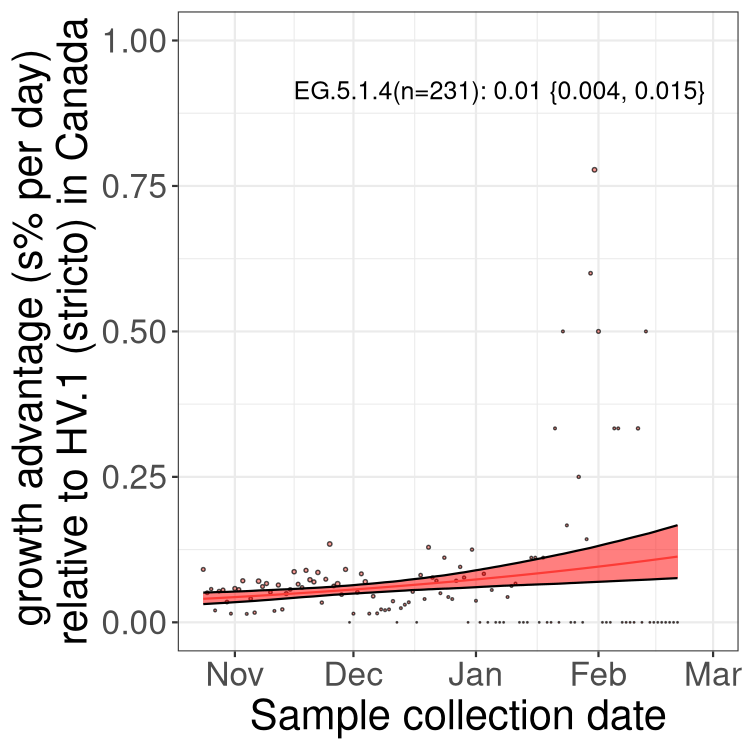 growth advantage (s% per day)
relative to HV.1 (stricto) in Canada
1.00
EG.5.1.4(n=231): 0.01 {0.004, 0.015}
0.75
0.50
0.25
0.00
Nov Dec Jan Feb Mar
Sample collection date